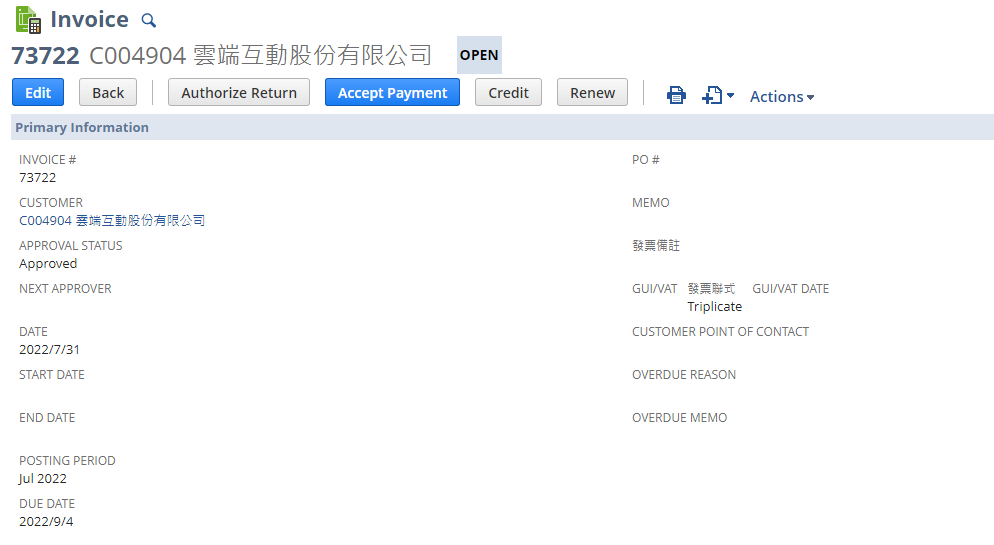 Invoice
73722 C004904 雲端互動股份有限公司 OPEN
Edit Back Authorize Return Accept Payment Credit Renew Actions
Primary Information
INVOICE #
73722
CUSTOMER
C004904 雲端互動股份有限公司
APPROVAL STATUS
Approved
NEXT APPROVER
DATE
2022/7/31
START DATE
END DATE
POSTING PERIOD
Jul 2022
DUE DATE
2022/9/4
PO #
MEMO
發票備註
GUI/VAT 發票聯式 GUI/VAT DATE
Triplicate
CUSTOMER POINT OF CONTACT
OVERDUE REASON
OVERDUE MEMO